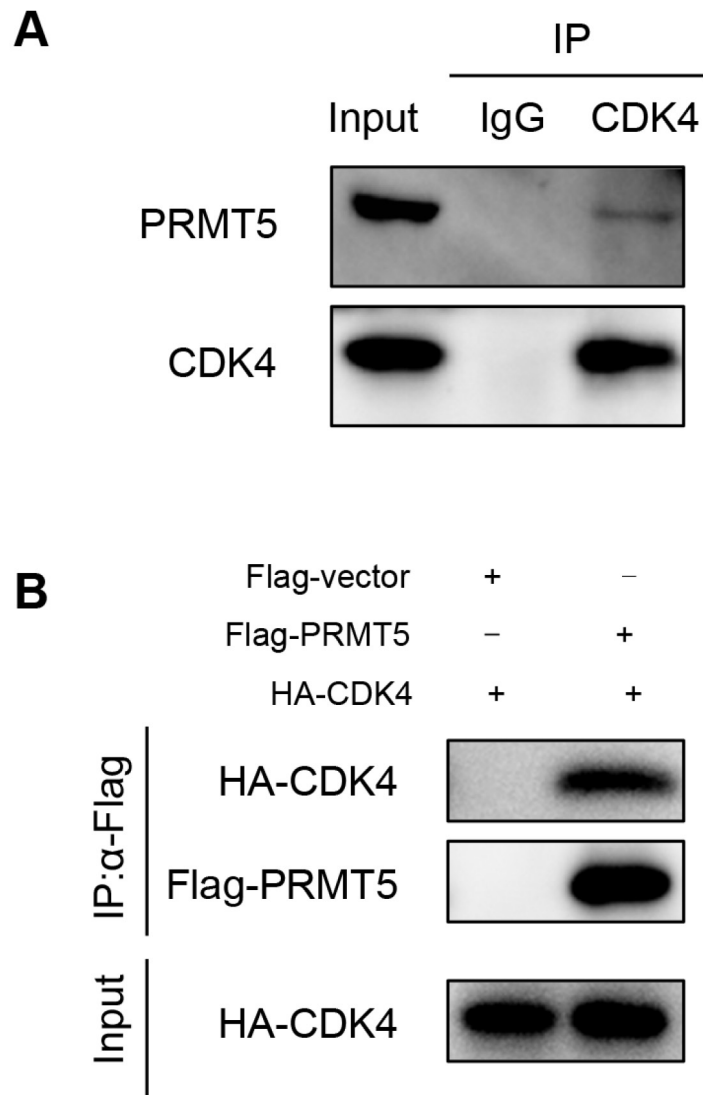 A
IP
Input IgG CDK4
PRMT5
CDK4
B
Flag-vector + –
Flag-PRMT5 – +
HA-CDK4 + +
IP:α-Flag
HA-CDK4
Flag-PRMT5
Input
HA-CDK4